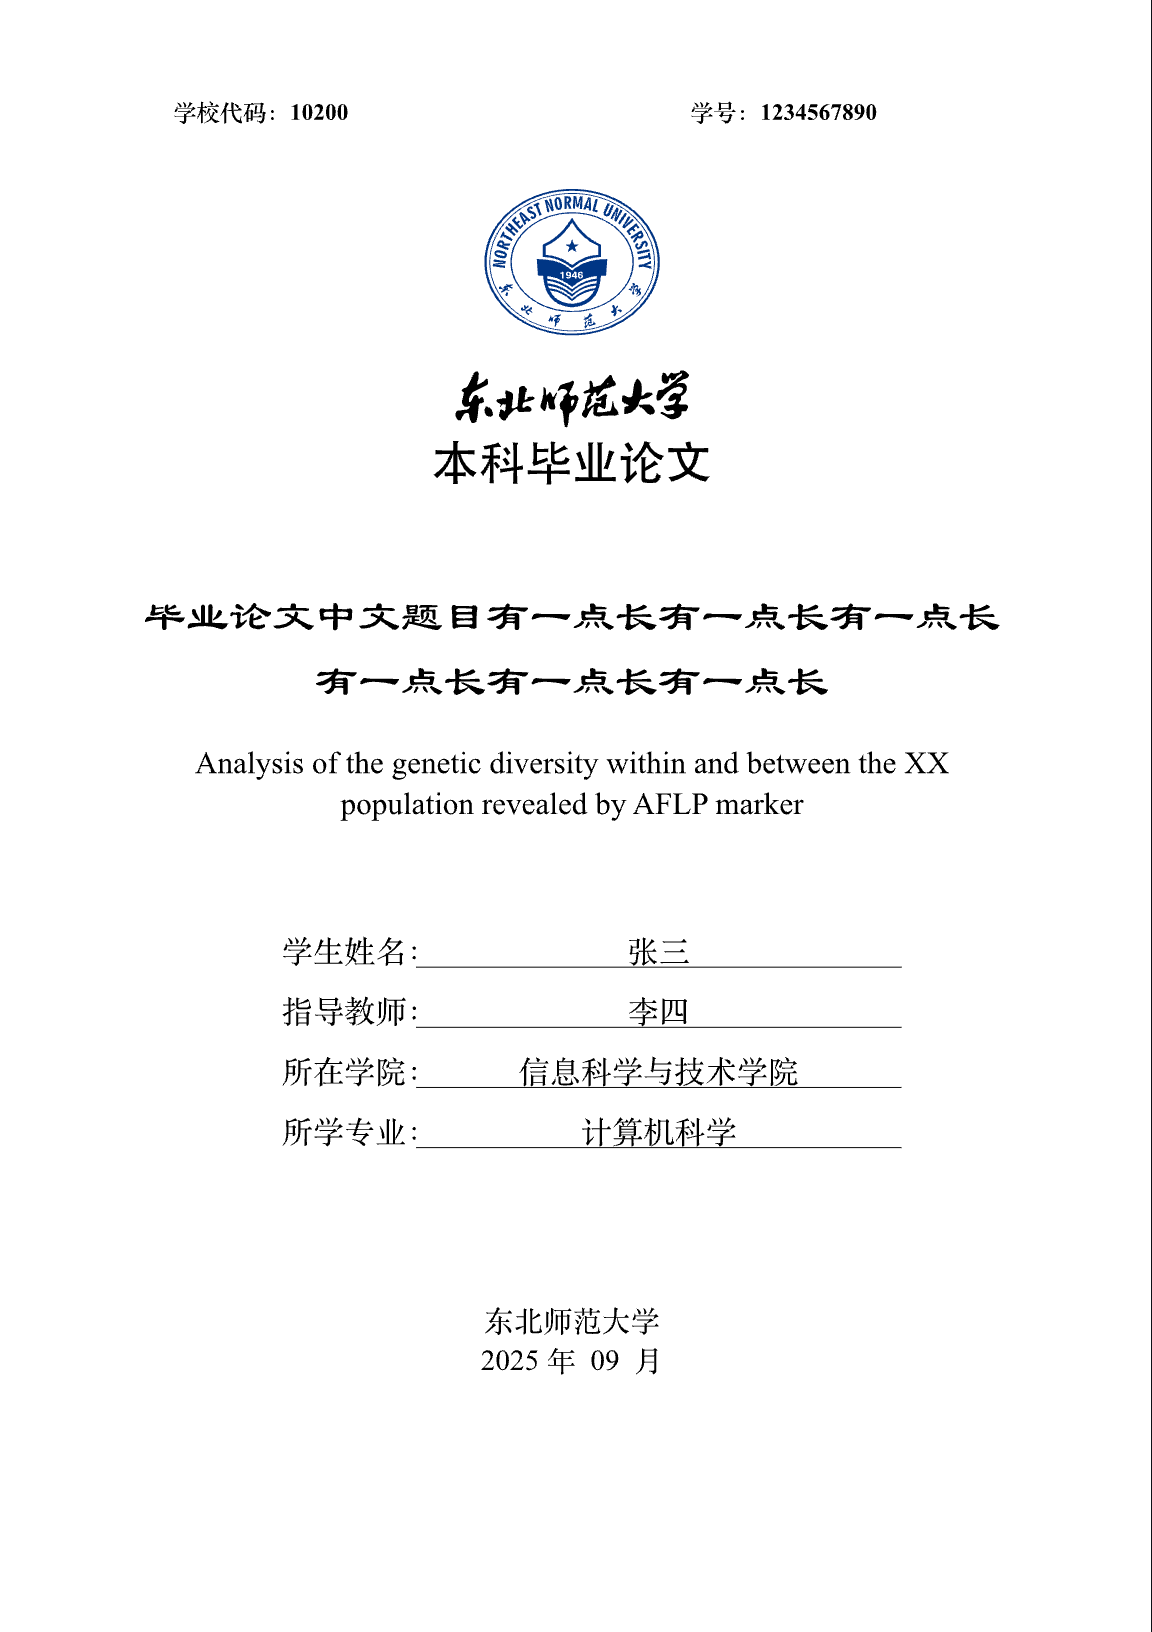 学校代码：10200
学号：1234567890
NORTHEAST NORMAL UNIVERSITY
1946
东北师范大学
东北师范大学
本科毕业论文
毕业论文中文题目有一点长有一点长有一点长
有一点长有一点长有一点长
Analysis of the genetic diversity within and between the XX
population revealed by AFLP marker
学生姓名：张三
指导教师：李四
所在学院：信息科学与技术学院
所学专业：计算机科学
东北师范大学
2025 年 09 月